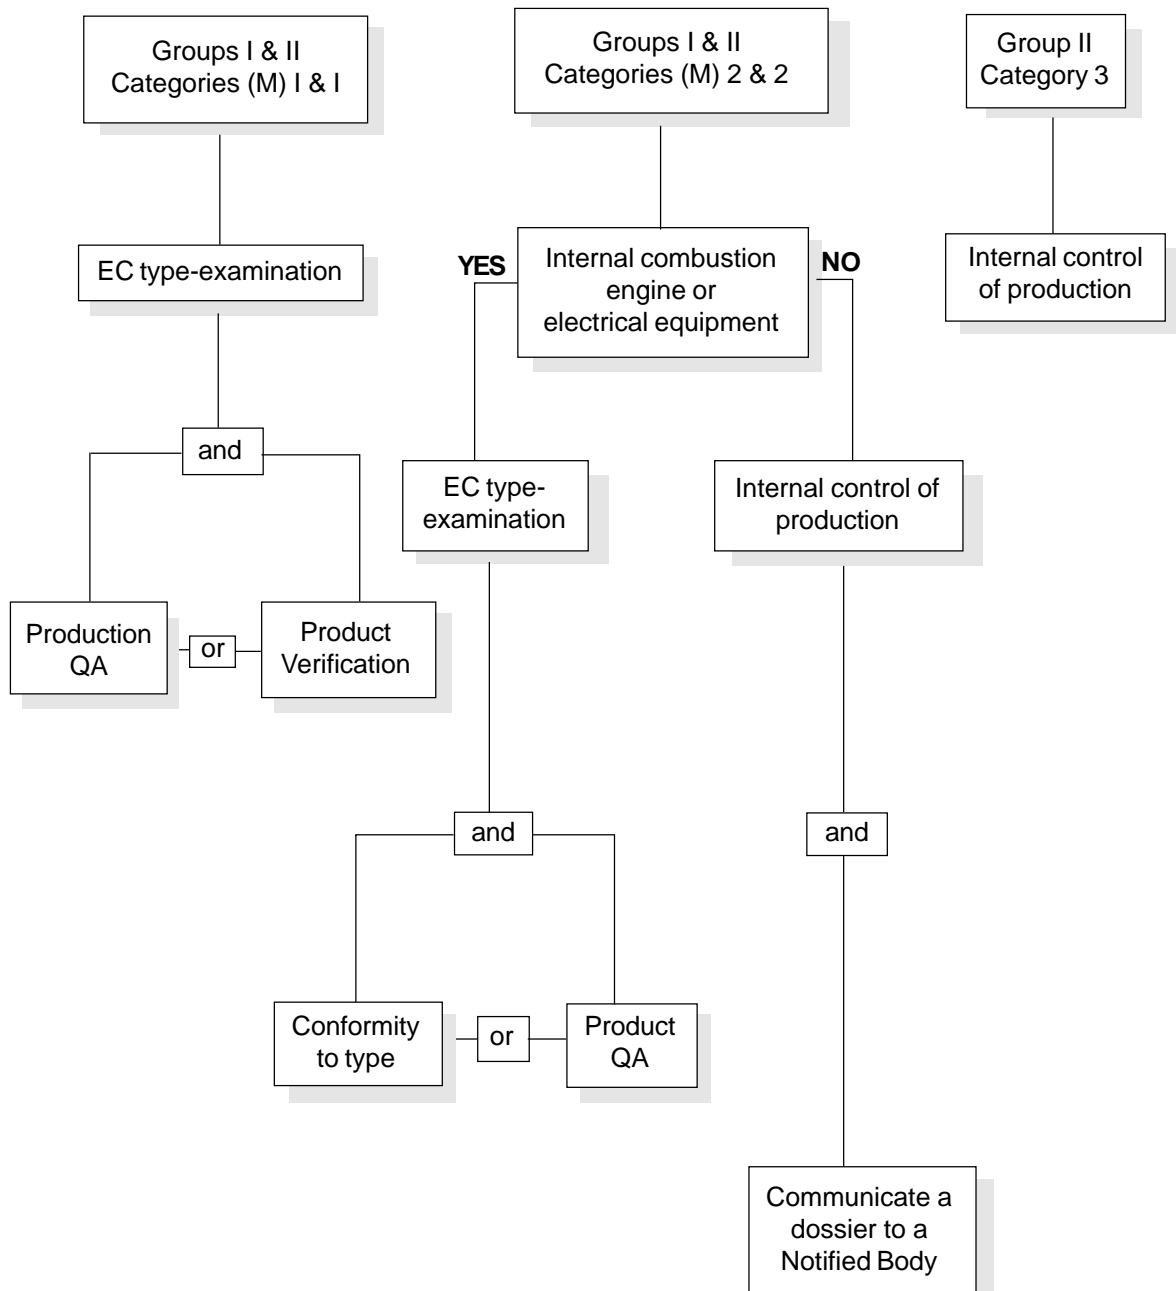 Groups I & II
Categories (M) I & I
Groups I & II
Categories (M) 2 & 2
Group II
Category 3
EC type-examination
YES
Internal combustion
engine or
electrical equipment
NO
Internal control
of production
and
EC type-
examination
Internal control of
production
Production
QA
or
Product
Verification
and
and
Conformity
to type
or
Product
QA
Communicate a
dossier to a
Notified Body